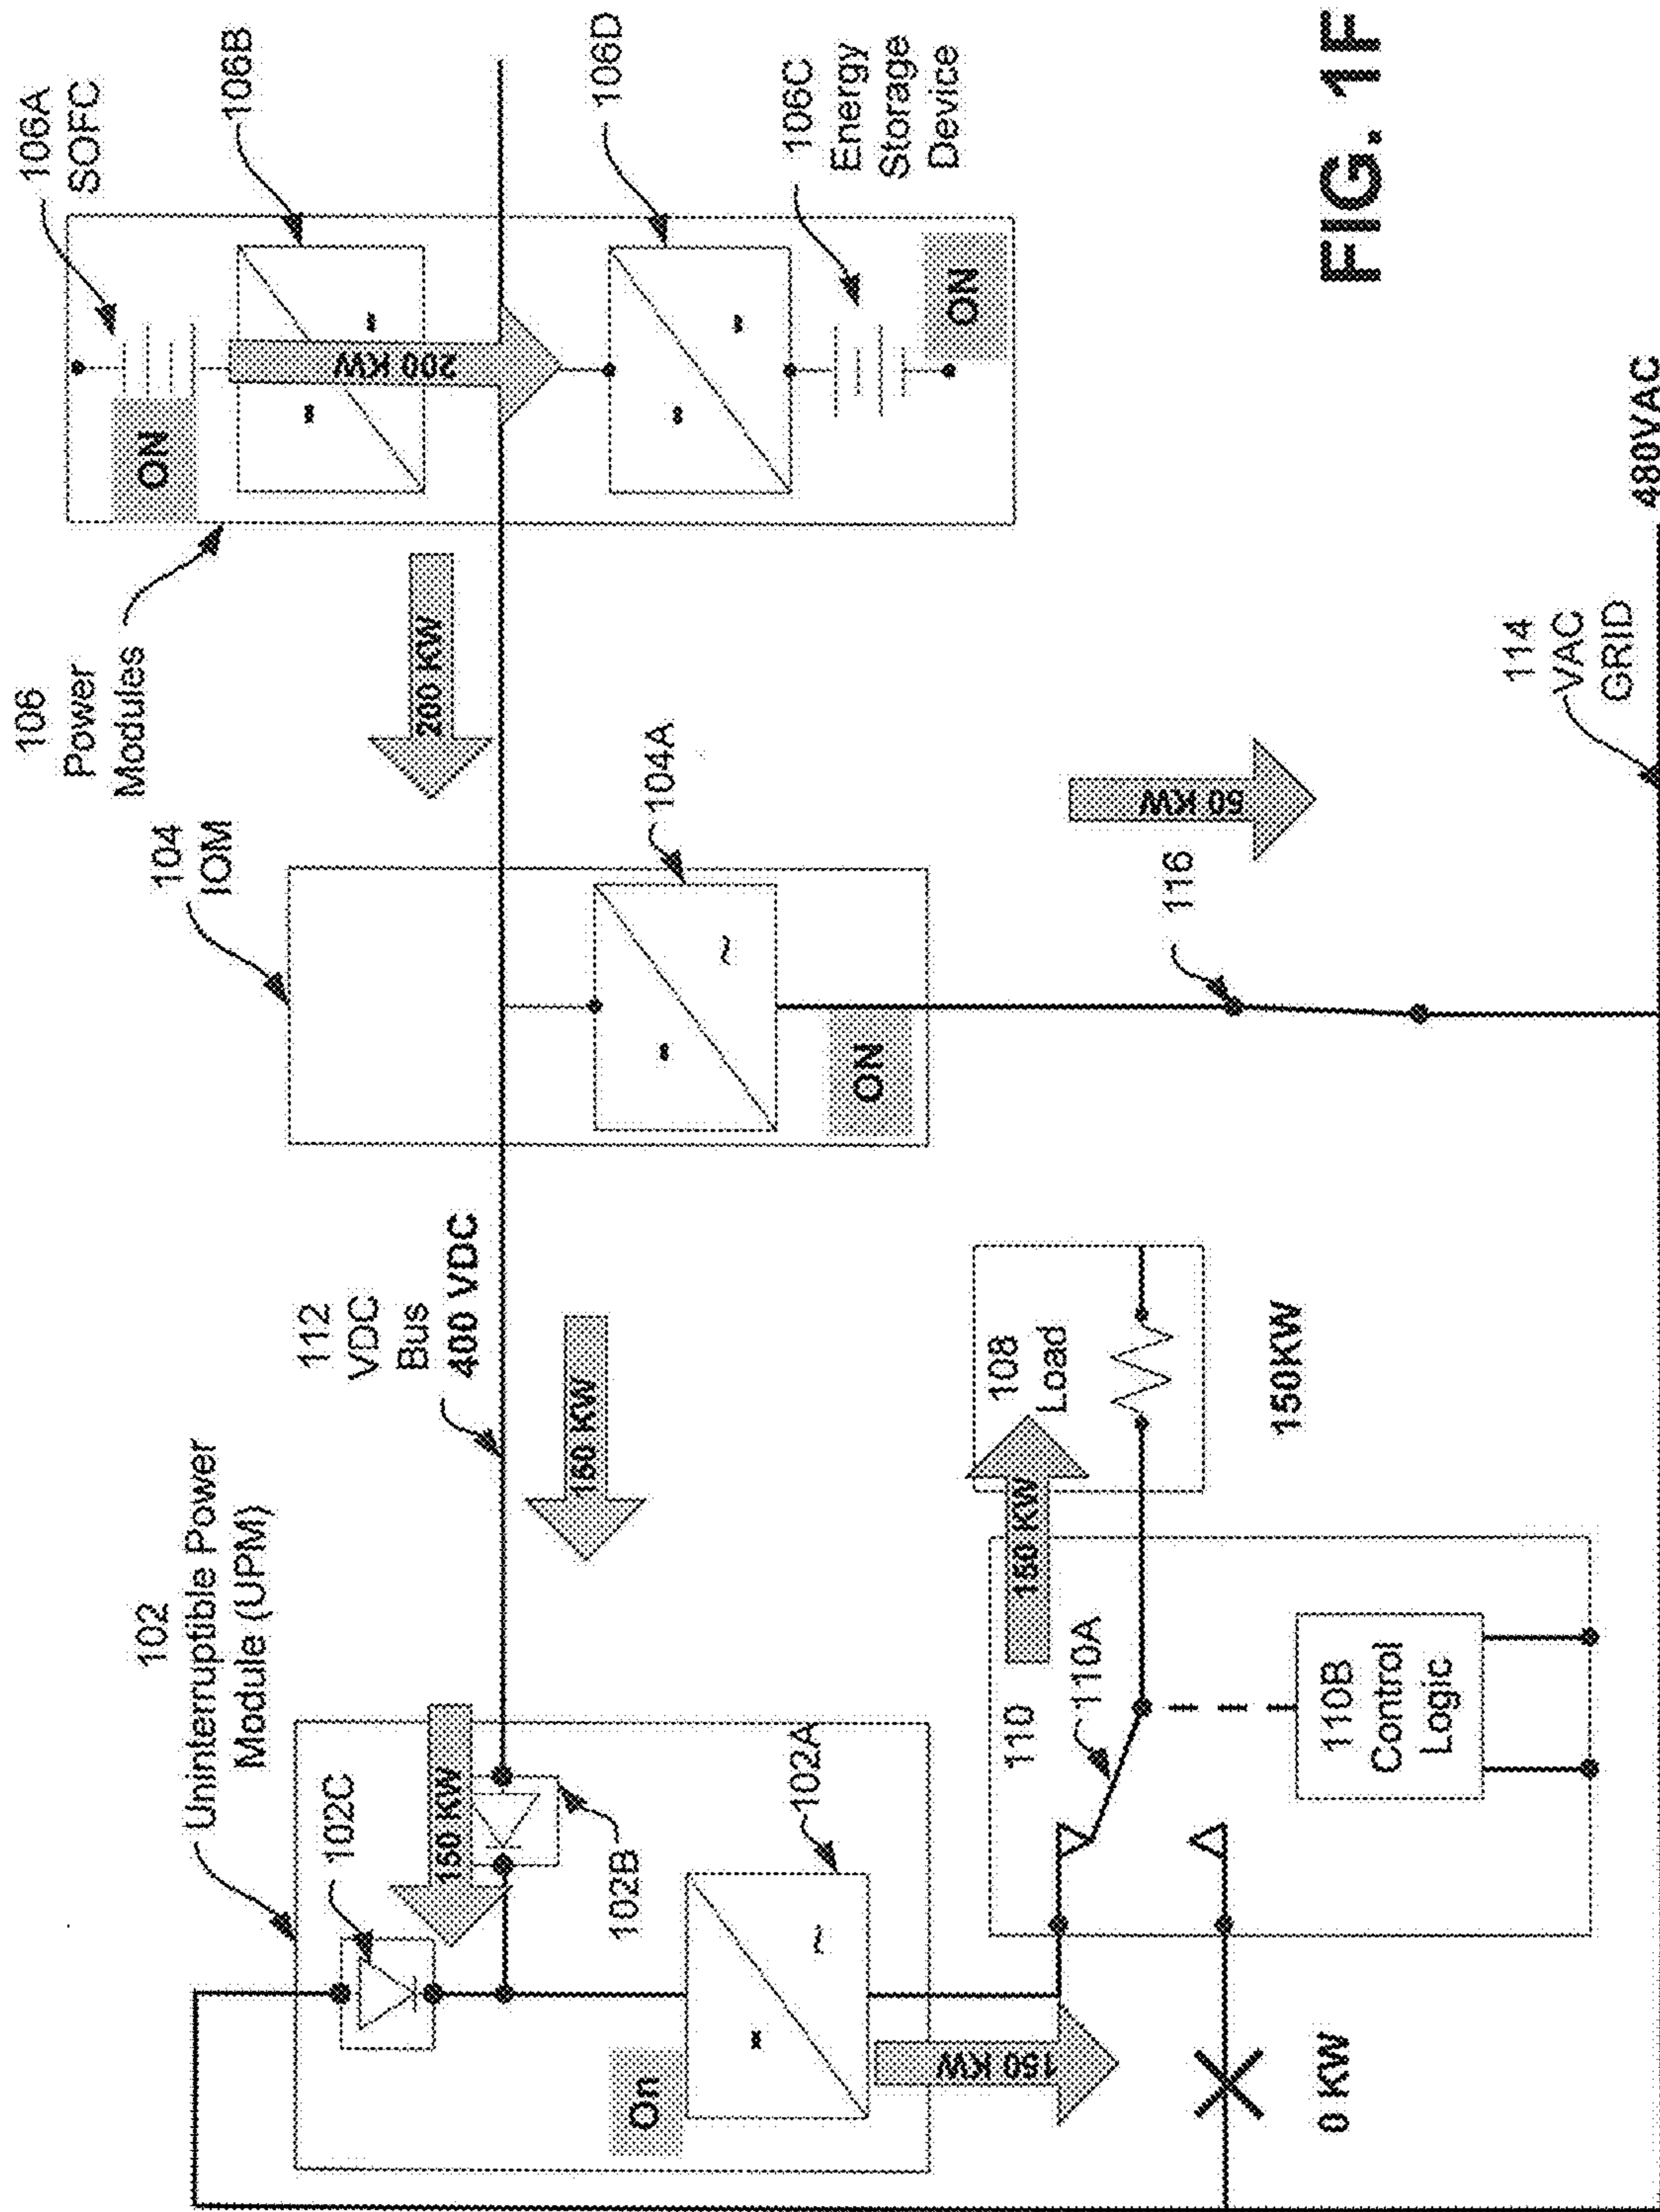 102
Uninterruptible Power
Module (UPM)
102C
150 KW
102B
On
102A
150 KW
0 KW
110
110A
110B
Control
Logic
150 KW
108
Load
150KW
112
VDC
Bus
400 VDC
150 KW
104
IOM
104A
ON
116
50 KW
106
Power
Modules
200 KW
106A
SOFC
ON
106B
200 KW
106D
106C
Energy
Storage
Device
ON
114
VAC
GRID
480VAC
FIG. 1F